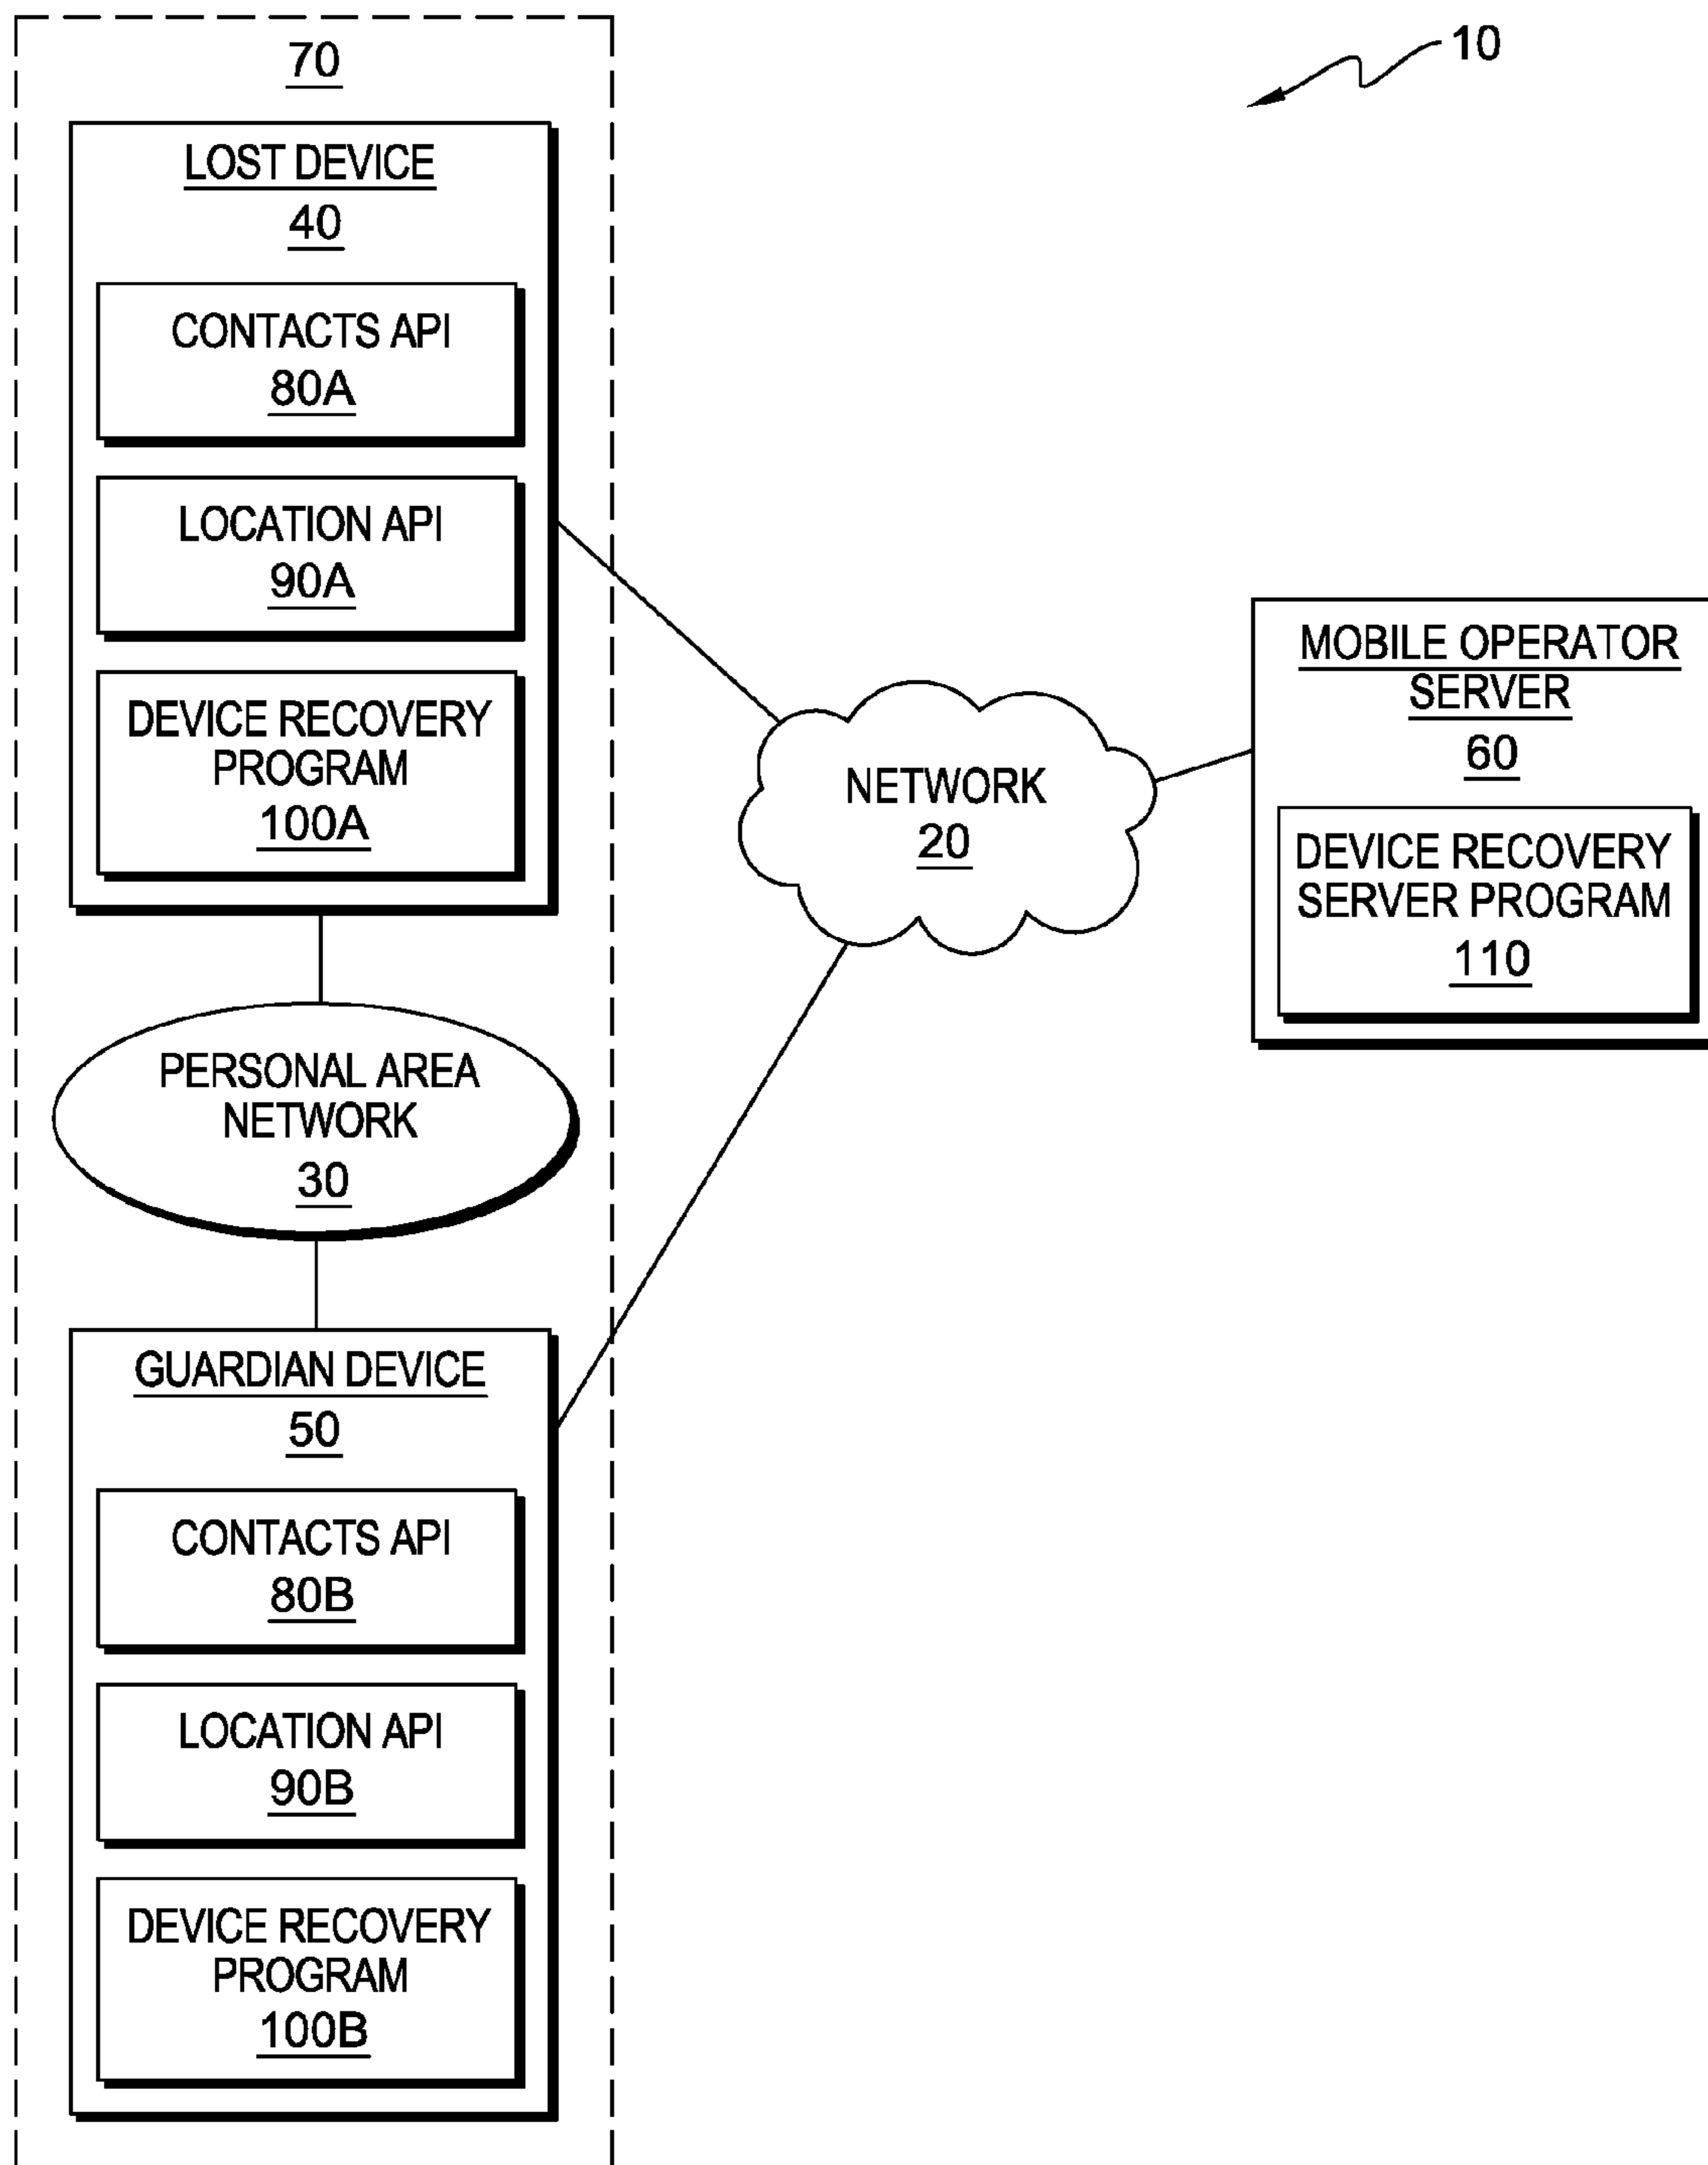 10
70
LOST DEVICE
40
CONTACTS API
80A
LOCATION API
90A
DEVICE RECOVERY
PROGRAM
100A
PERSONAL AREA
NETWORK
30
GUARDIAN DEVICE
50
CONTACTS API
80B
LOCATION API
90B
DEVICE RECOVERY
PROGRAM
100B
NETWORK
20
MOBILE OPERATOR
SERVER
60
DEVICE RECOVERY
SERVER PROGRAM
110